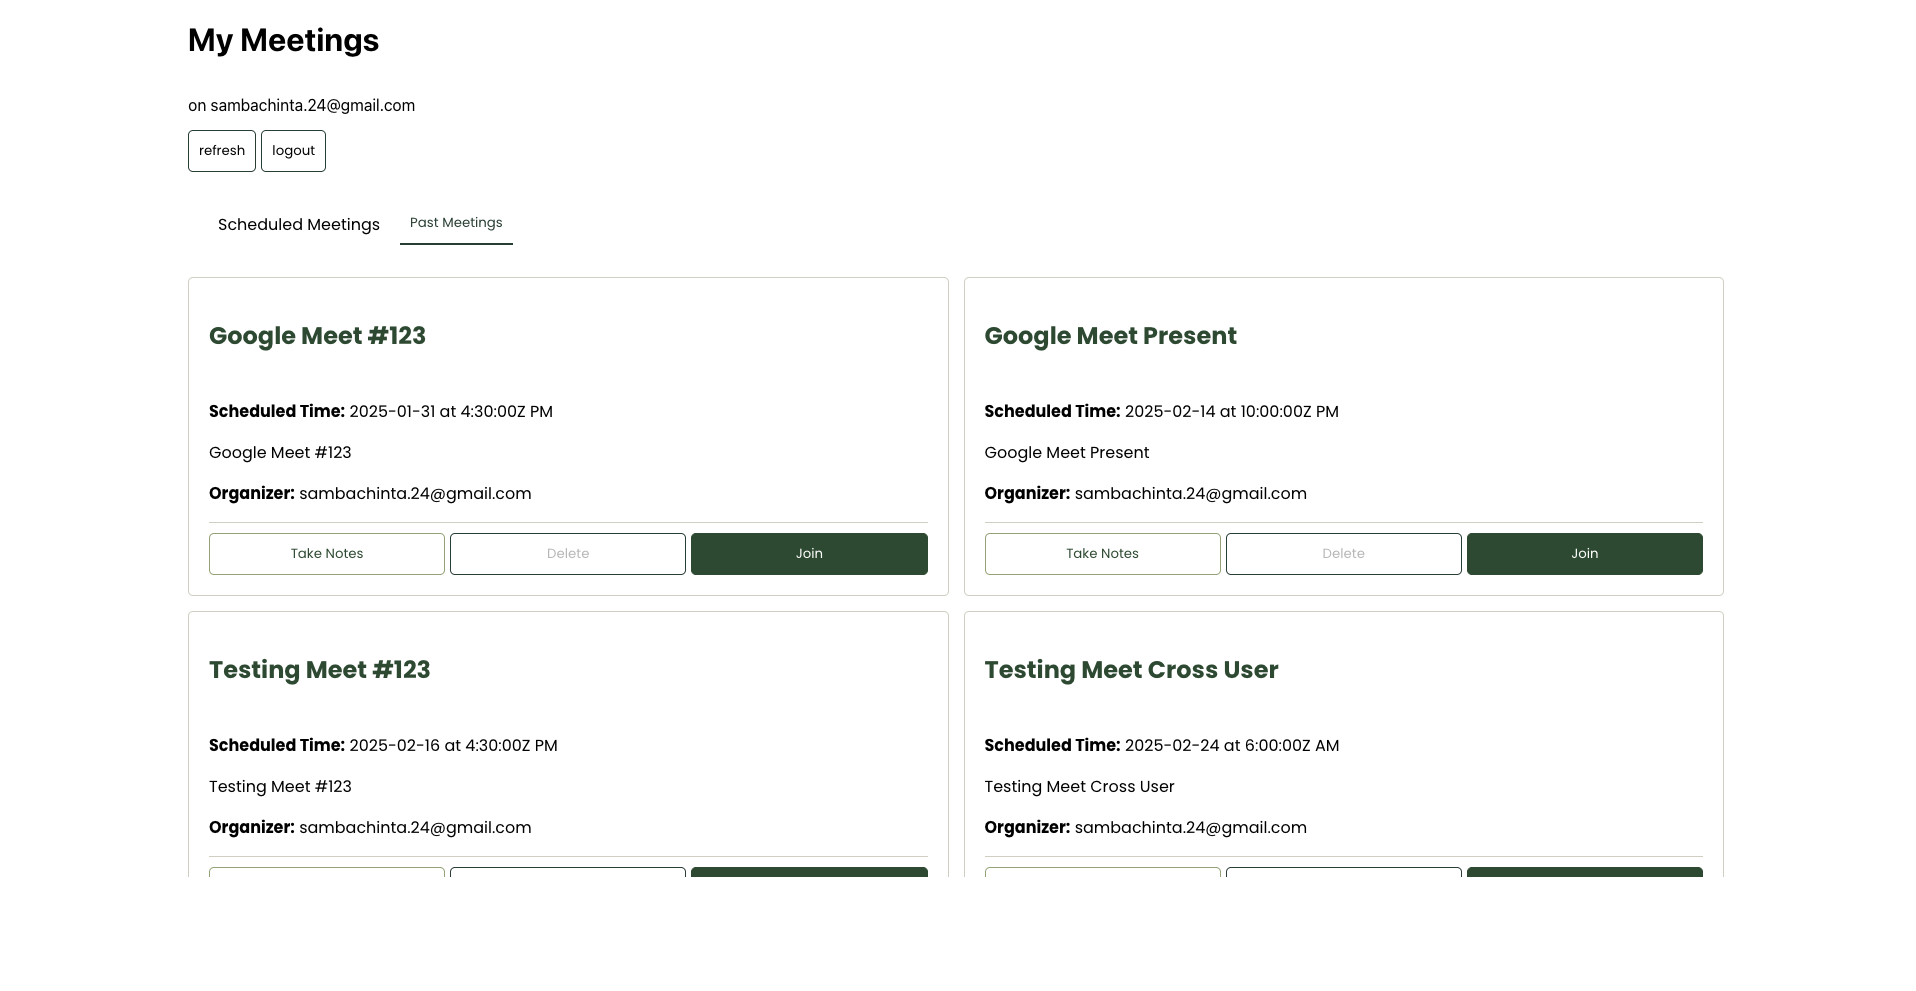 My Meetings
on sambachinta.24@gmail.com
refresh logout
Scheduled Meetings Past Meetings
Google Meet #123
Scheduled Time: 2025-01-31 at 4:30:00Z PM
Google Meet #123
Organizer: sambachinta.24@gmail.com
Take Notes Delete Join
Google Meet Present
Scheduled Time: 2025-02-14 at 10:00:00Z PM
Google Meet Present
Organizer: sambachinta.24@gmail.com
Take Notes Delete Join
Testing Meet #123
Scheduled Time: 2025-02-16 at 4:30:00Z PM
Testing Meet #123
Organizer: sambachinta.24@gmail.com
Testing Meet Cross User
Scheduled Time: 2025-02-24 at 6:00:00Z AM
Testing Meet Cross User
Organizer: sambachinta.24@gmail.com